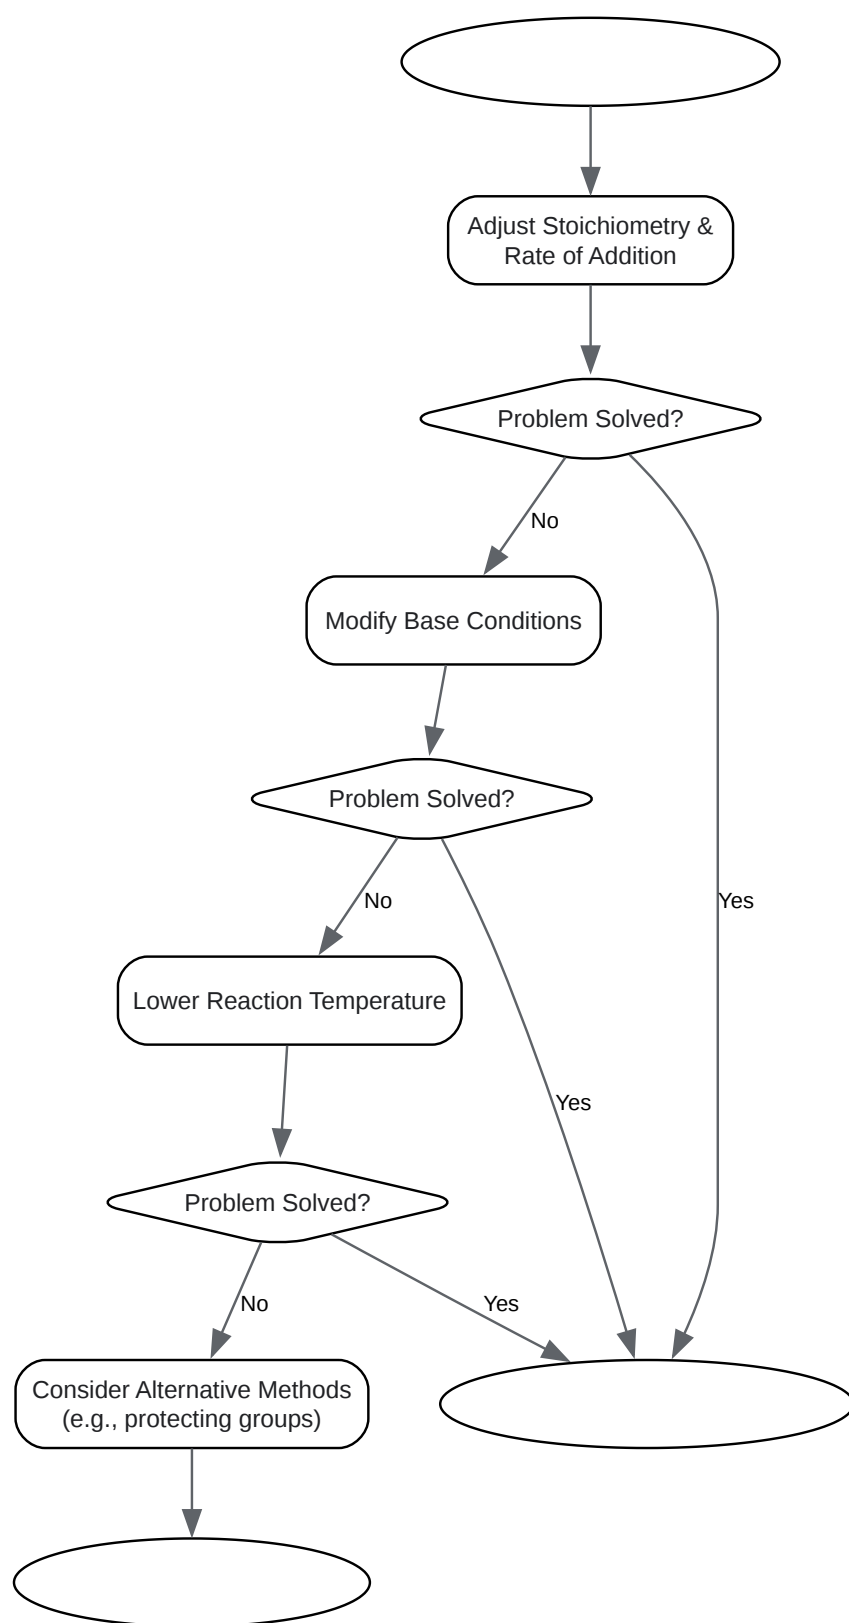 Adjust Stoichiometry &
Rate of Addition
Problem Solved?
No
Modify Base Conditions
Problem Solved?
No
Yes
Lower Reaction Temperature
Yes
Problem Solved?
No
Yes
Consider Alternative Methods
(e.g., protecting groups)